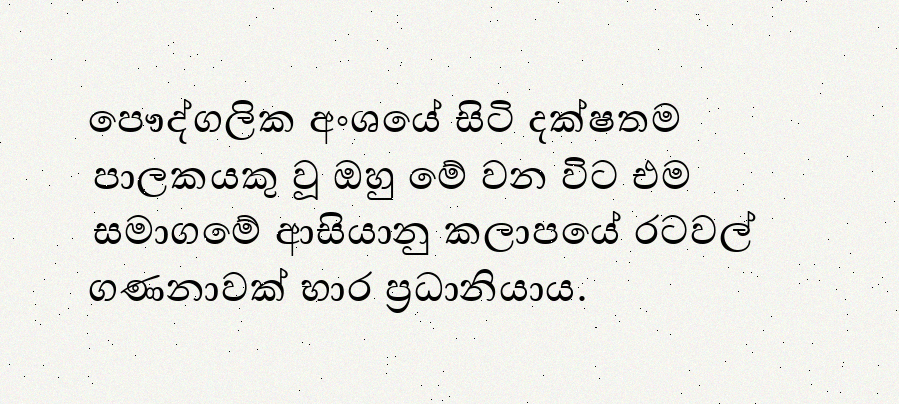 පෞද්ගලික අංශයේ සිටි දක්ෂතම
පාලකයකු වූ ඔහු මේ වන විට එම
සමාගමේ ආසියානු කලාපයේ රටවල්
ගණනාවක් භාර ප්‍රධානියාය.